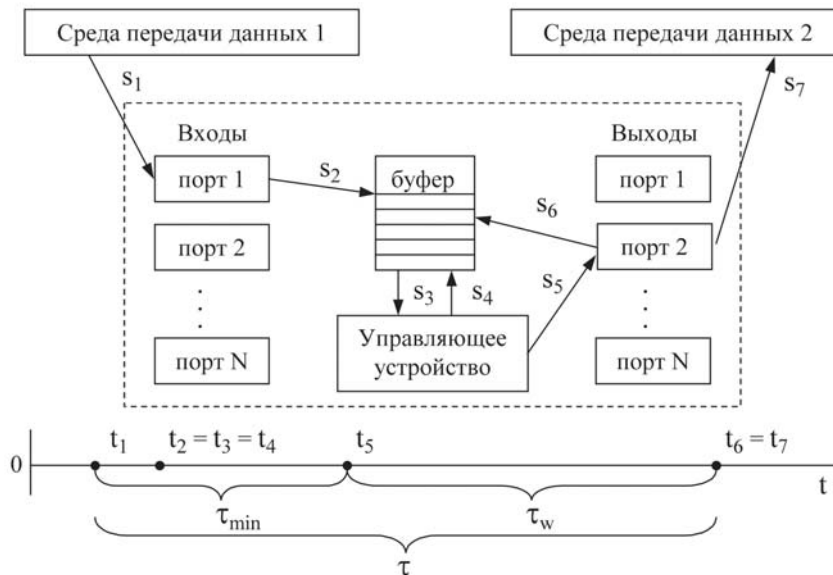 Среда передачи данных 1
Среда передачи данных 2
s₁
s₇
Входы
Выходы
порт 1
s₂
буфер
порт 1
s₆
порт 2
порт 2
s₃
s₄
s₅
Управляющее
устройство
порт N
порт N
t₁
t₂ = t₃ = t₄
t₅
t₆ = t₇
0
t
τmin
τw
τ